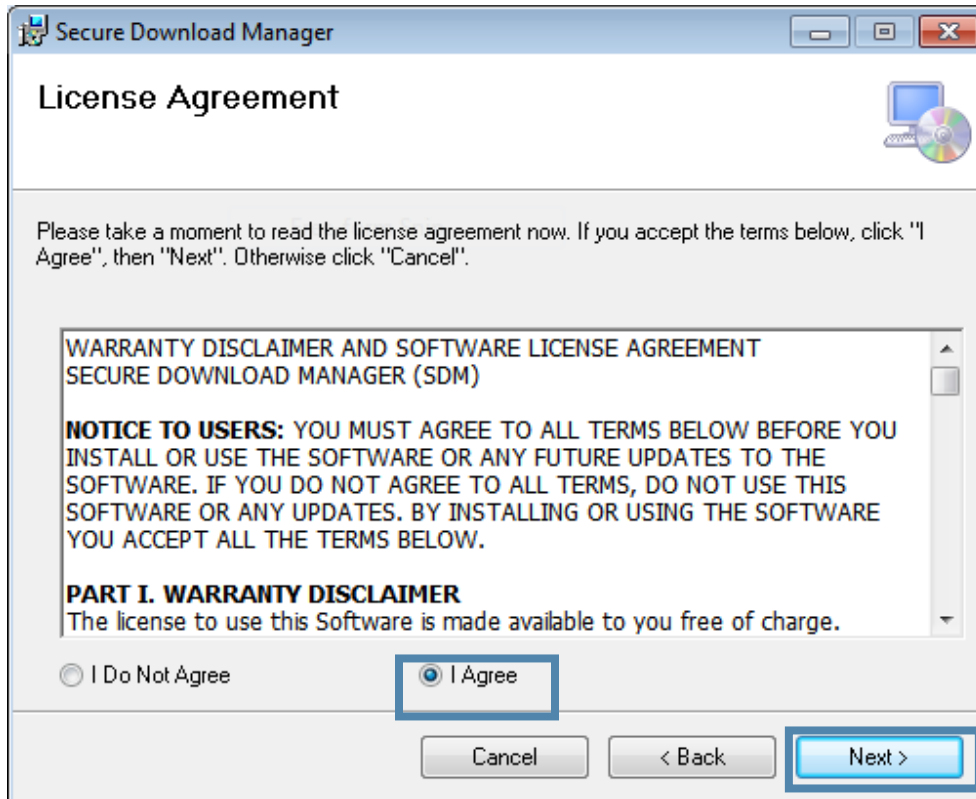 Secure Download Manager
License Agreement
Please take a moment to read the license agreement now. If you accept the terms below, click "I
Agree", then "Next". Otherwise click "Cancel".
WARRANTY DISCLAIMER AND SOFTWARE LICENSE AGREEMENT
SECURE DOWNLOAD MANAGER (SDM)
NOTICE TO USERS: YOU MUST AGREE TO ALL TERMS BELOW BEFORE YOU
INSTALL OR USE THE SOFTWARE OR ANY FUTURE UPDATES TO THE
SOFTWARE. IF YOU DO NOT AGREE TO ALL TERMS, DO NOT USE THIS
SOFTWARE OR ANY UPDATES. BY INSTALLING OR USING THE SOFTWARE
YOU ACCEPT ALL THE TERMS BELOW.
PART I. WARRANTY DISCLAIMER
The license to use this Software is made available to you free of charge.
I Do Not Agree
I Agree
Cancel
< Back
Next >